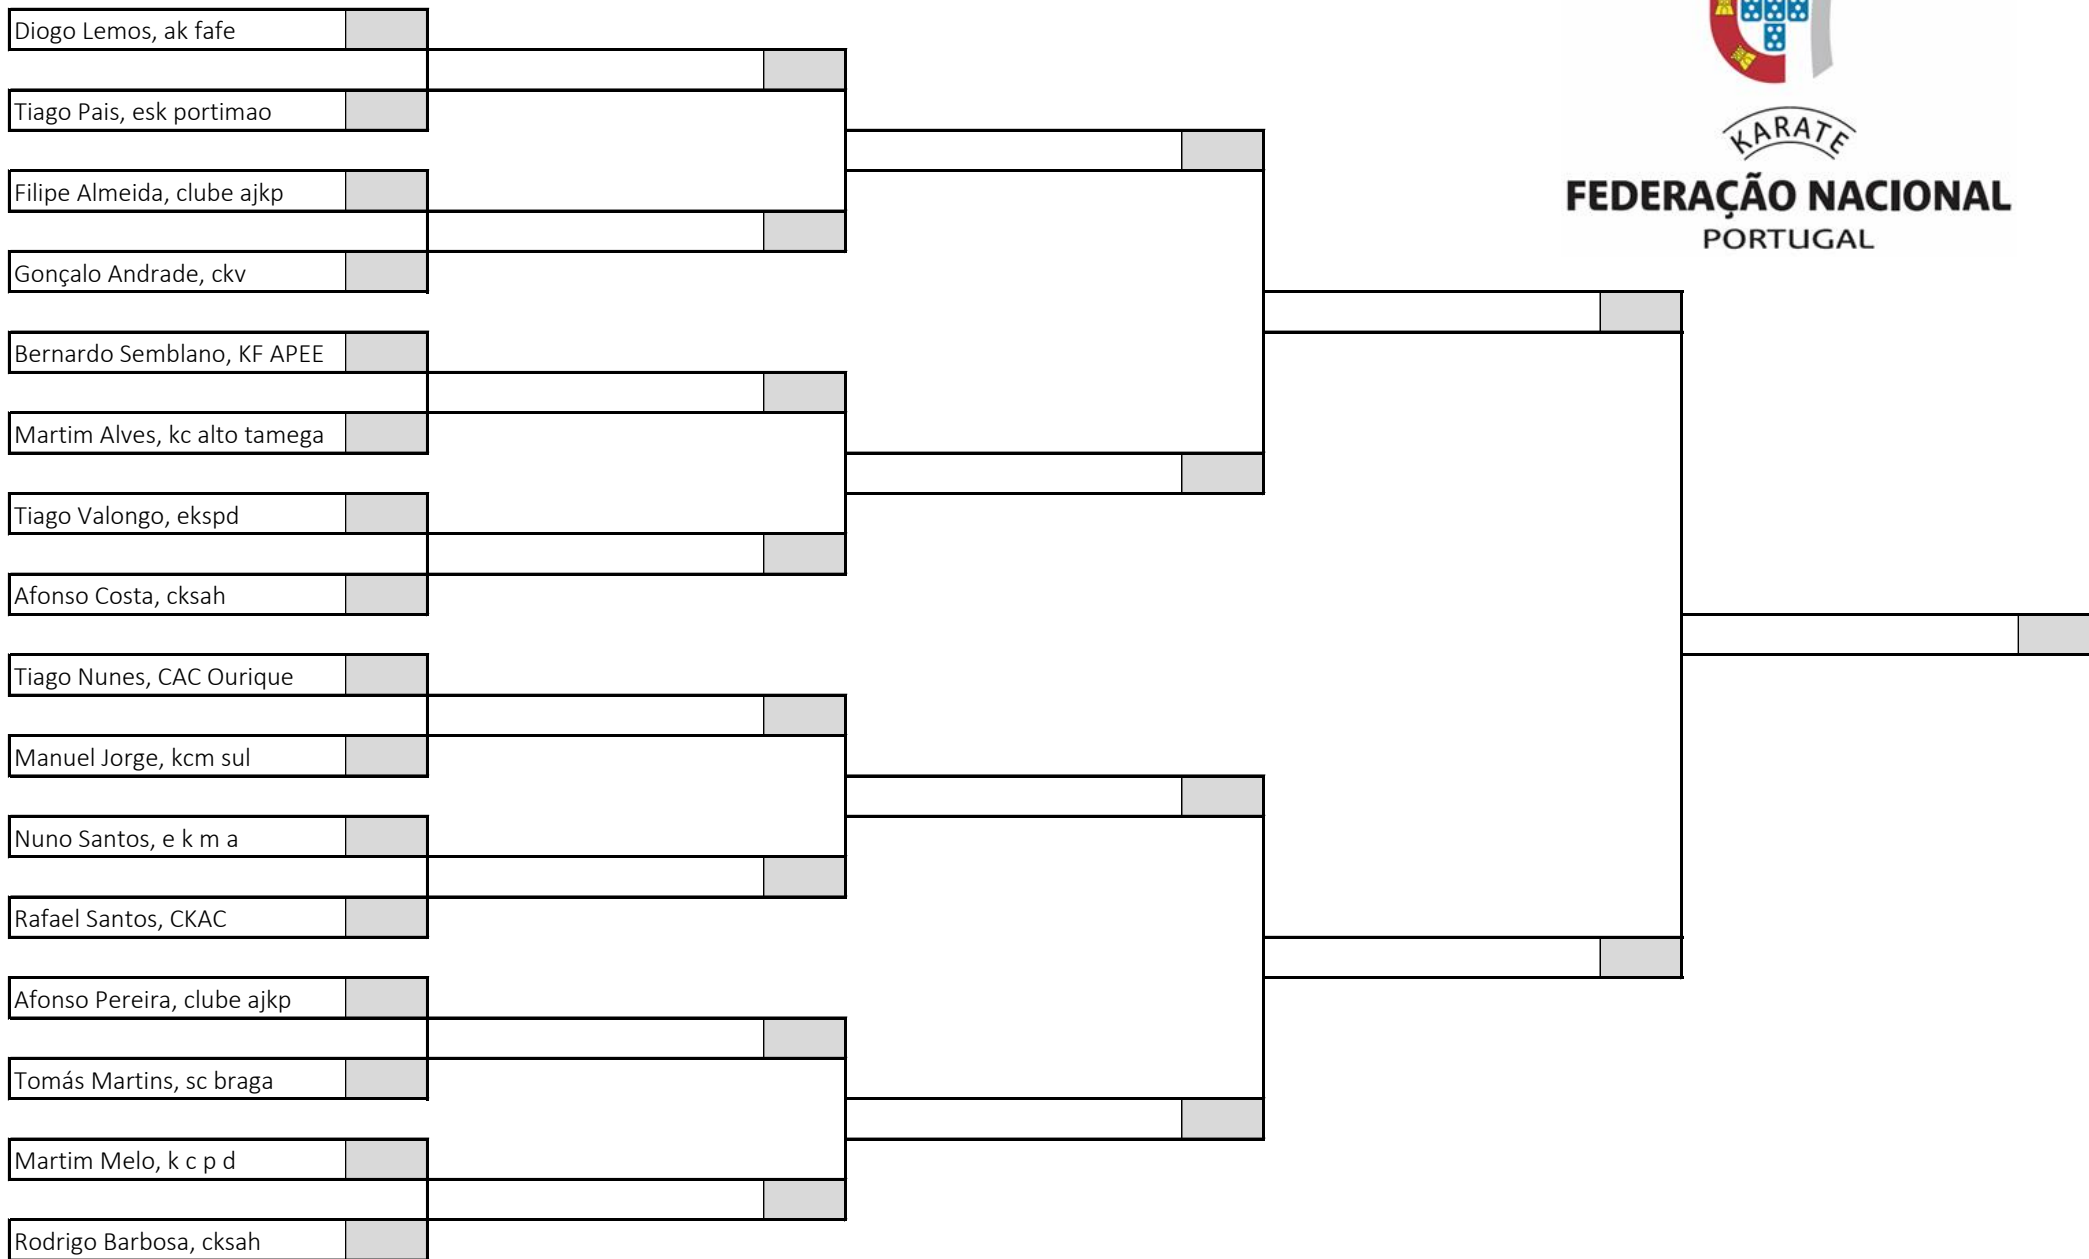 Diogo Lemos, ak fafe
Tiago Pais, esk portimao
Filipe Almeida, clube ajkp
Gonçalo Andrade, ckv
Bernardo Semblano, KF APEE
Martim Alves, kc alto tamega
Tiago Valongo, ekspd
Afonso Costa, cksah
Tiago Nunes, CAC Ourique
Manuel Jorge, kcm sul
Nuno Santos, e k m a
Rafael Santos, CKAC
Afonso Pereira, clube ajkp
Tomás Martins, sc braga
Martim Melo, k c p d
Rodrigo Barbosa, cksah
KARATE
FEDERAÇÃO NACIONAL
PORTUGAL